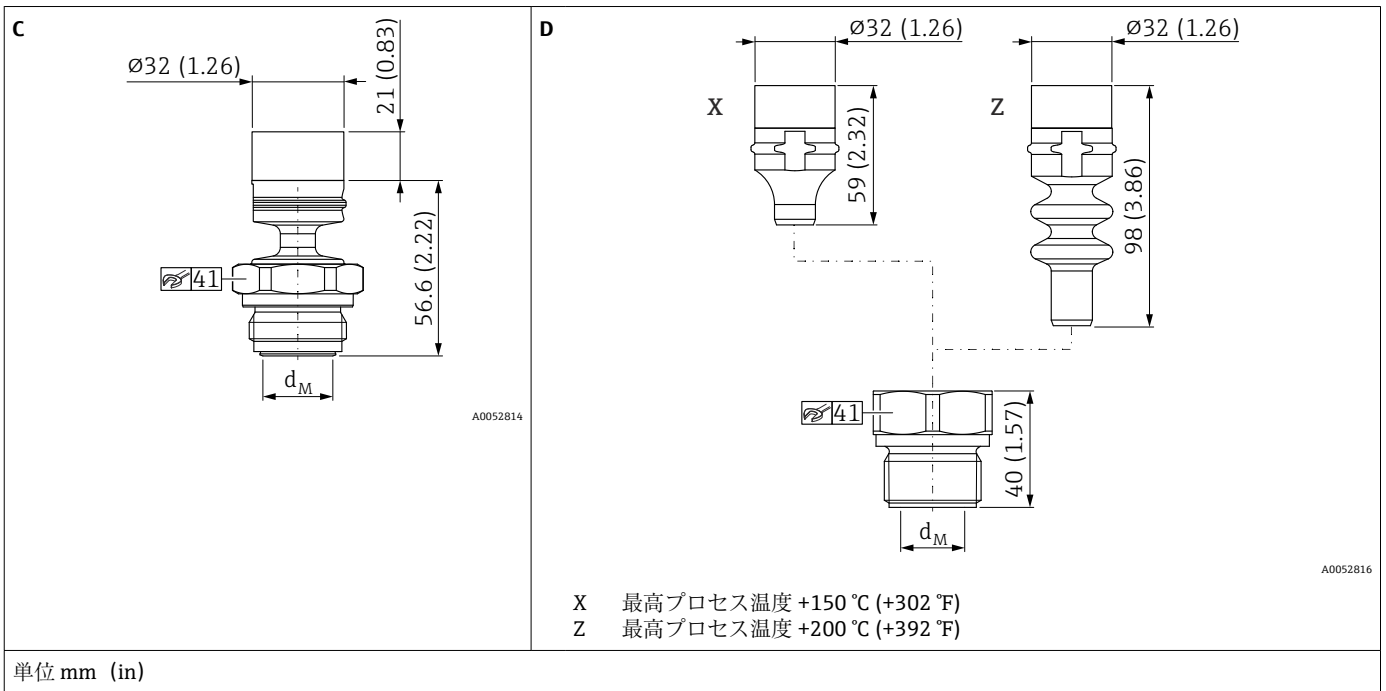 C
Ø32 (1.26)
21 (0.83)
56.6 (2.22)
41
dM
A0052814
D
X
Ø32 (1.26)
59 (2.32)
Z
Ø32 (1.26)
98 (3.86)
41
40 (1.57)
dM
A0052816
X 最高プロセス温度 +150 °C (+302 °F)
Z 最高プロセス温度 +200 °C (+392 °F)
単位 mm (in)